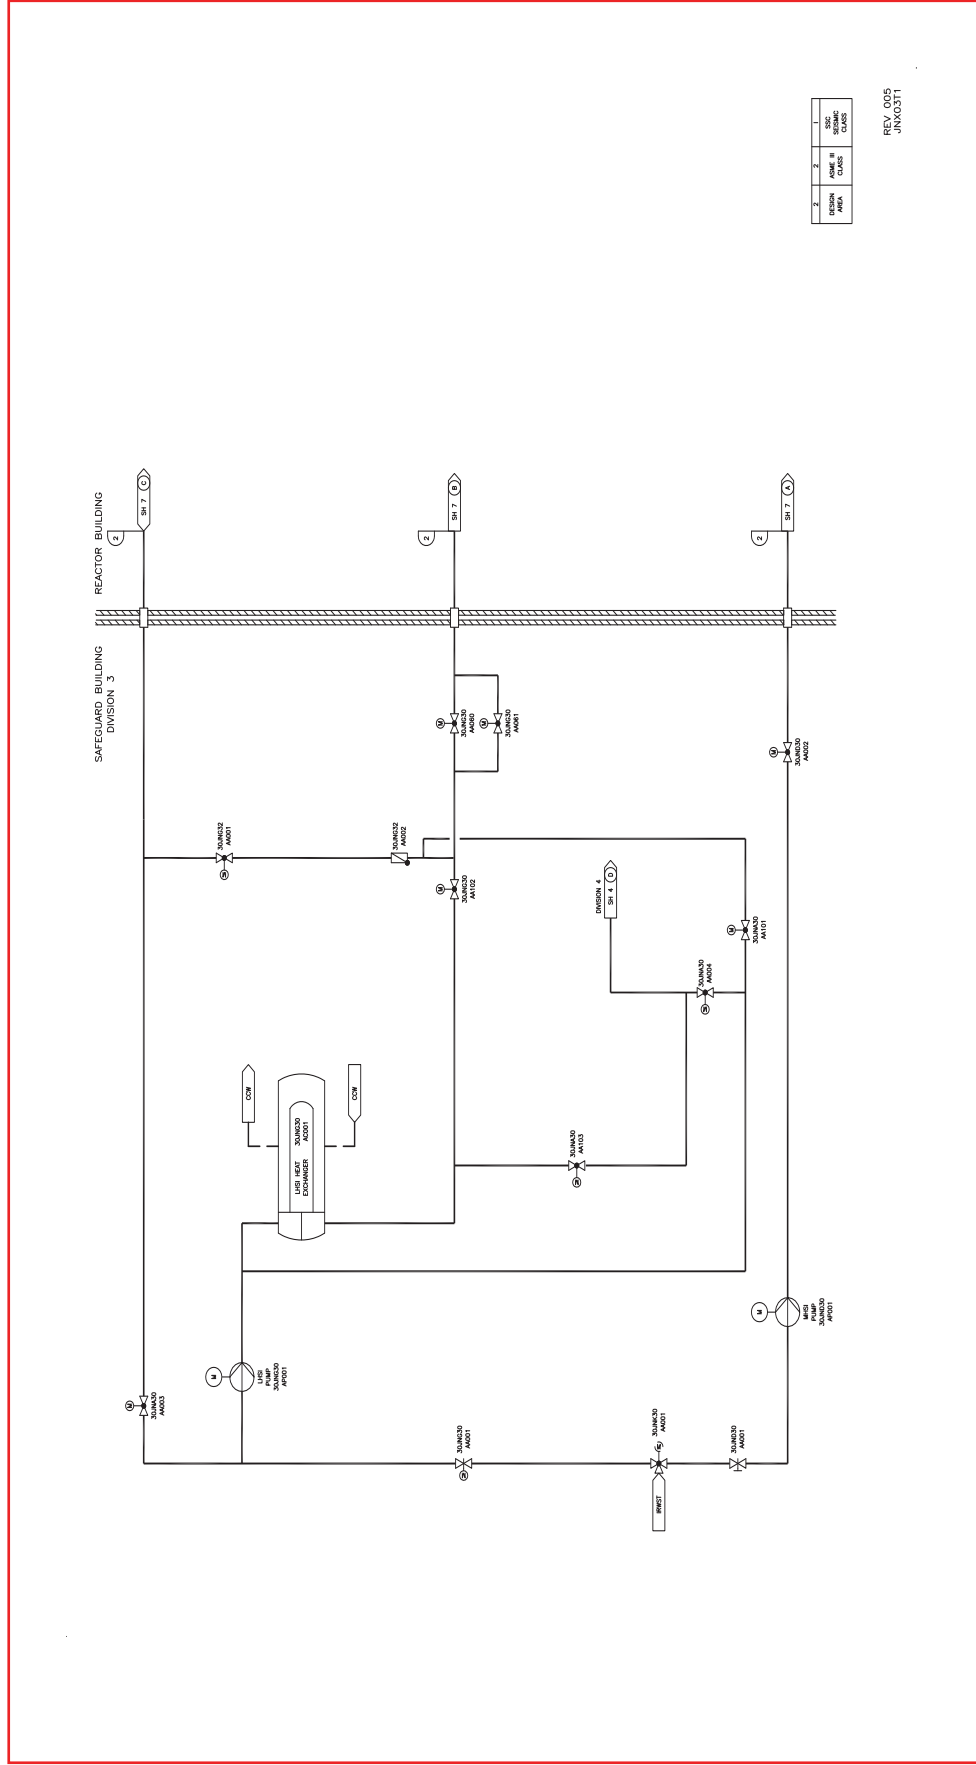 REV 005
JNX03T1
2
2
1
DESIGN
AREA
ASME III
CLASS
SSC
SEISMIC
CLASS
SAFEGUARD BUILDING
DIVISION 3
REACTOR BUILDING
2
SH 7
C
2
SH 7
B
2
SH 7
A
M
30JNA30
AA003
M
30JNG32
AA001
30JNG32
AA002
M
30JNG30
AA060
M
30JNG30
AA061
M
30JNG30
AA102
DIVISION 4
SH 4
D
M
30JND30
AA002
M
30JNA30
AA101
M
30JNA30
AA004
M
30JNA30
AA103
CCW
CCW
LHSI HEAT
EXCHANGER
30JNG30
AC001
M
LHSI
PUMP
30JNG30
AP001
M
MHSI
PUMP
30JND30
AP001
M
30JNG30
AA001
30JNK30
AA001
IRWST
30JND30
AA001